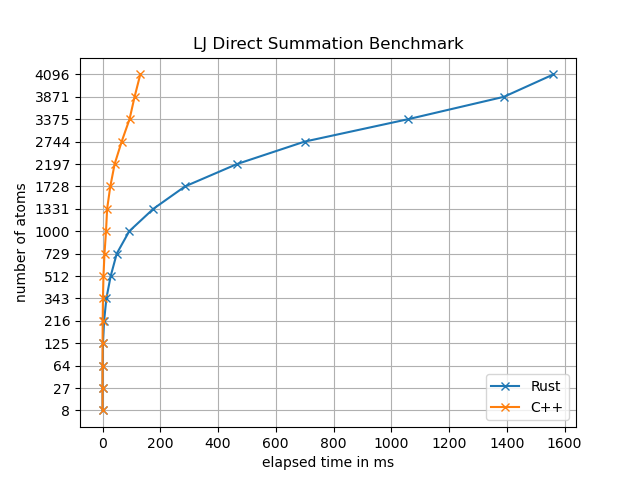 LJ Direct Summation Benchmark
number of atoms
4096
3871
3375
2744
2197
1728
1331
1000
729
512
343
216
125
64
27
8
Rust
C++
0 200 400 600 800 1000 1200 1400 1600
elapsed time in ms